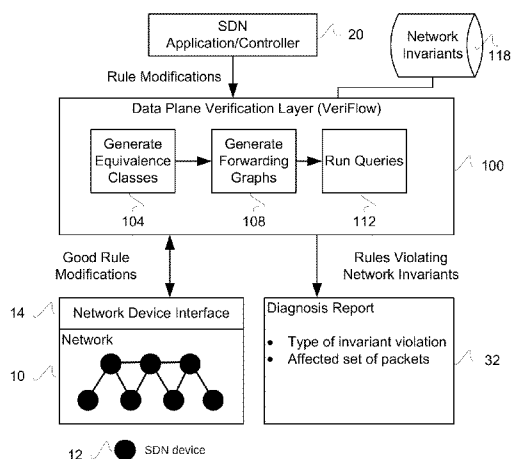 SDN
Application/Controller
20
Network
Invariants
118
Rule Modifications
Data Plane Verification Layer (VeriFlow)
Generate
Equivalence
Classes
Generate
Forwarding
Graphs
Run Queries
100
104
108
112
Good Rule
Modifications
Rules Violating
Network Invariants
14
Network Device Interface
Network
10
Diagnosis Report
• Type of invariant violation
• Affected set of packets
32
12
SDN device